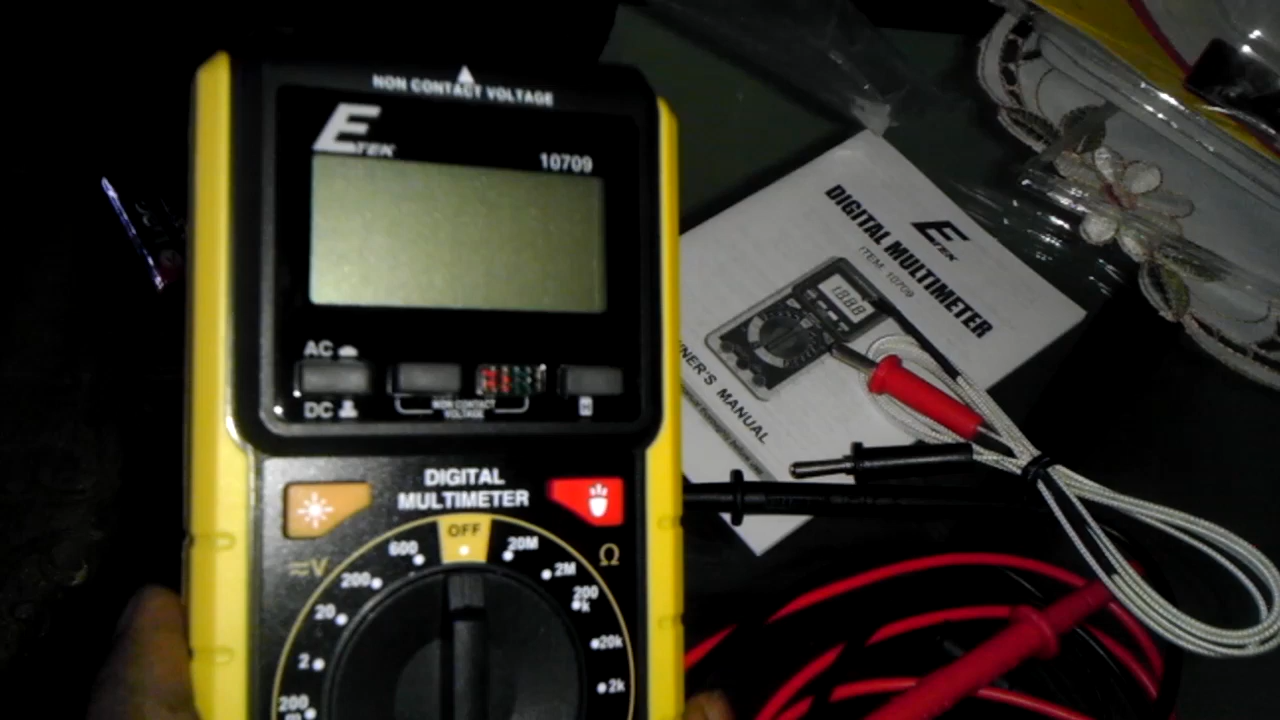 NON CONTACT VOLTAGE
ETEK
10709
AC
DC
NON CONTACT
VOLTAGE
H
DIGITAL
MULTIMETER
OFF
600
20M
Ω
≂V
200
2M
200
k
20
20k
2
2k
200
m
DIGITAL MULTIMETER
ETEK
ITEM: 10709
1888
NER'S MANUAL